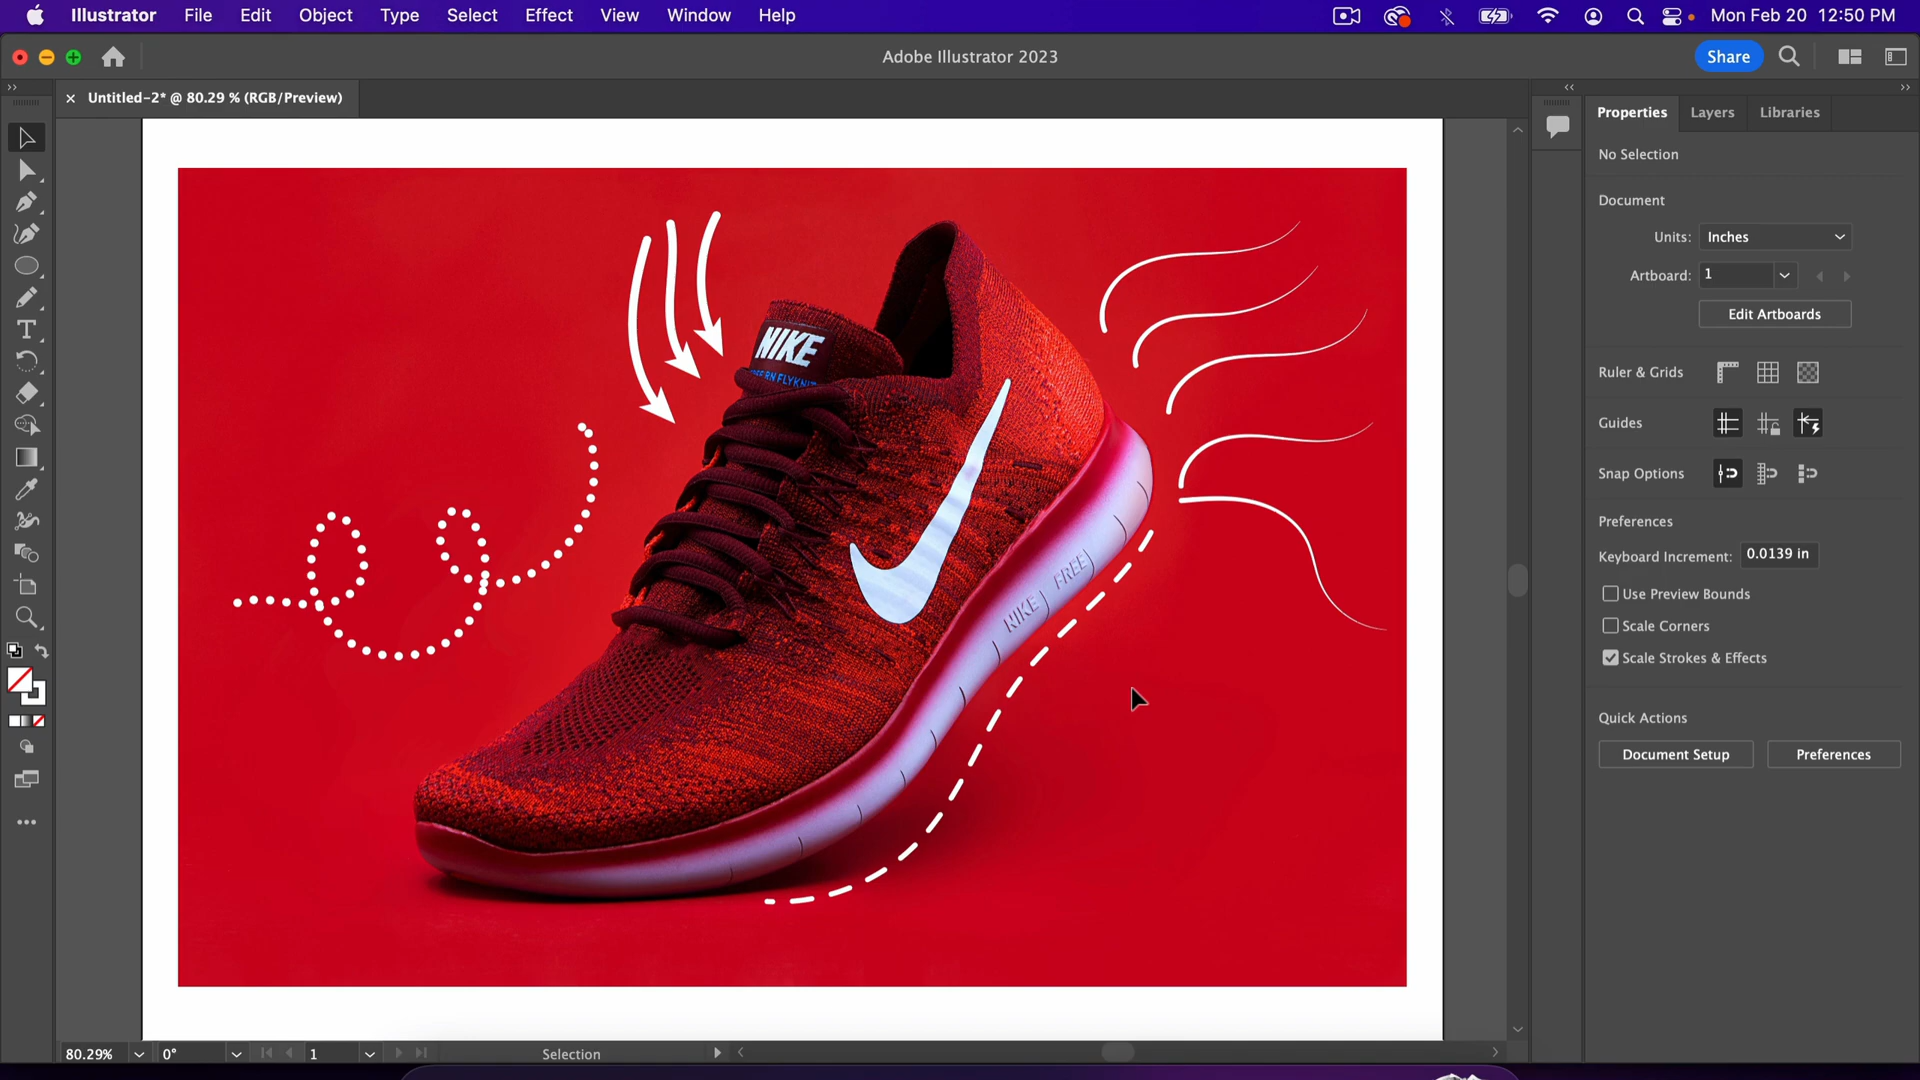 Illustrator File Edit Object Type Select Effect View Window Help
Mon Feb 20 12:50 PM
Adobe Illustrator 2023
Share
Untitled-2* @ 80.29 % (RGB/Preview)
Properties Layers Libraries
No Selection
Document
Units: Inches
Artboard: 1
Edit Artboards
Ruler & Grids
Guides
Snap Options
Preferences
Keyboard Increment: 0.0139 in
Use Preview Bounds
Scale Corners
Scale Strokes & Effects
Quick Actions
Document Setup Preferences
NIKE
NIKE FREE
80.29% 0° 1 Selection